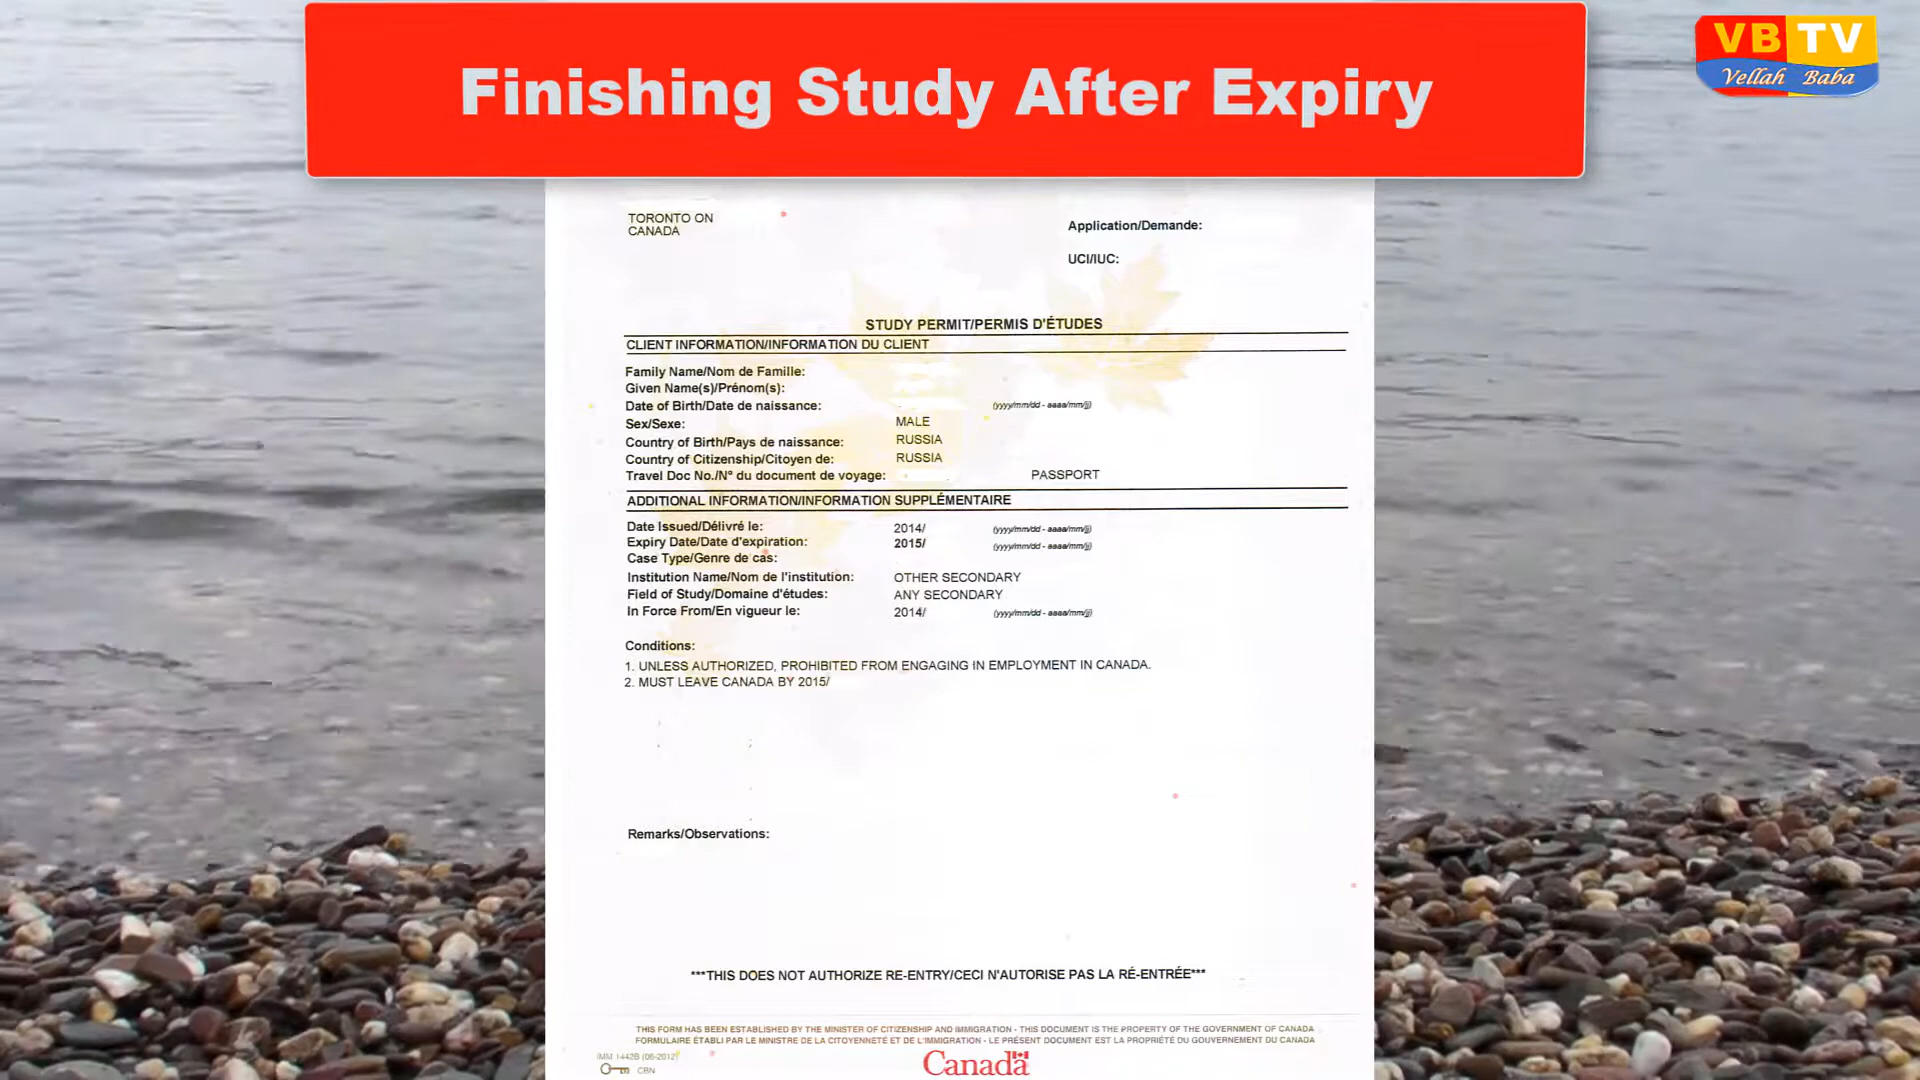 Finishing Study After Expiry
VBTV
Vellah Baba
TORONTO ON
CANADA
Application/Demande:
UCI/IUC:
STUDY PERMIT/PERMIS D'ÉTUDES
CLIENT INFORMATION/INFORMATION DU CLIENT
Family Name/Nom de Famille:
Given Name(s)/Prénom(s):
Date of Birth/Date de naissance: (yyyy/mm/dd - aaaa/mm/jj)
Sex/Sexe: MALE
Country of Birth/Pays de naissance: RUSSIA
Country of Citizenship/Citoyen de: RUSSIA
Travel Doc No./N° du document de voyage: PASSPORT
ADDITIONAL INFORMATION/INFORMATION SUPPLÉMENTAIRE
Date Issued/Délivré le: 2014/ (yyyy/mm/dd - aaaa/mm/jj)
Expiry Date/Date d'expiration: 2015/ (yyyy/mm/dd - aaaa/mm/jj)
Case Type/Genre de cas:
Institution Name/Nom de l'institution: OTHER SECONDARY
Field of Study/Domaine d'études: ANY SECONDARY
In Force From/En vigueur le: 2014/ (yyyy/mm/dd - aaaa/mm/jj)
Conditions:
1. UNLESS AUTHORIZED, PROHIBITED FROM ENGAGING IN EMPLOYMENT IN CANADA.
2. MUST LEAVE CANADA BY 2015/
Remarks/Observations:
***THIS DOES NOT AUTHORIZE RE-ENTRY/CECI N'AUTORISE PAS LA RÉ-ENTRÉE***
THIS FORM HAS BEEN ESTABLISHED BY THE MINISTER OF CITIZENSHIP AND IMMIGRATION - THIS DOCUMENT IS THE PROPERTY OF THE GOVERNMENT OF CANADA
FORMULAIRE ÉTABLI PAR LE MINISTRE DE LA CITOYENNETÉ ET DE L'IMMIGRATION - LE PRÉSENT DOCUMENT EST LA PROPRIÉTÉ DU GOUVERNEMENT DU CANADA
IMM 1442B (06-2012)
CBN
Canada